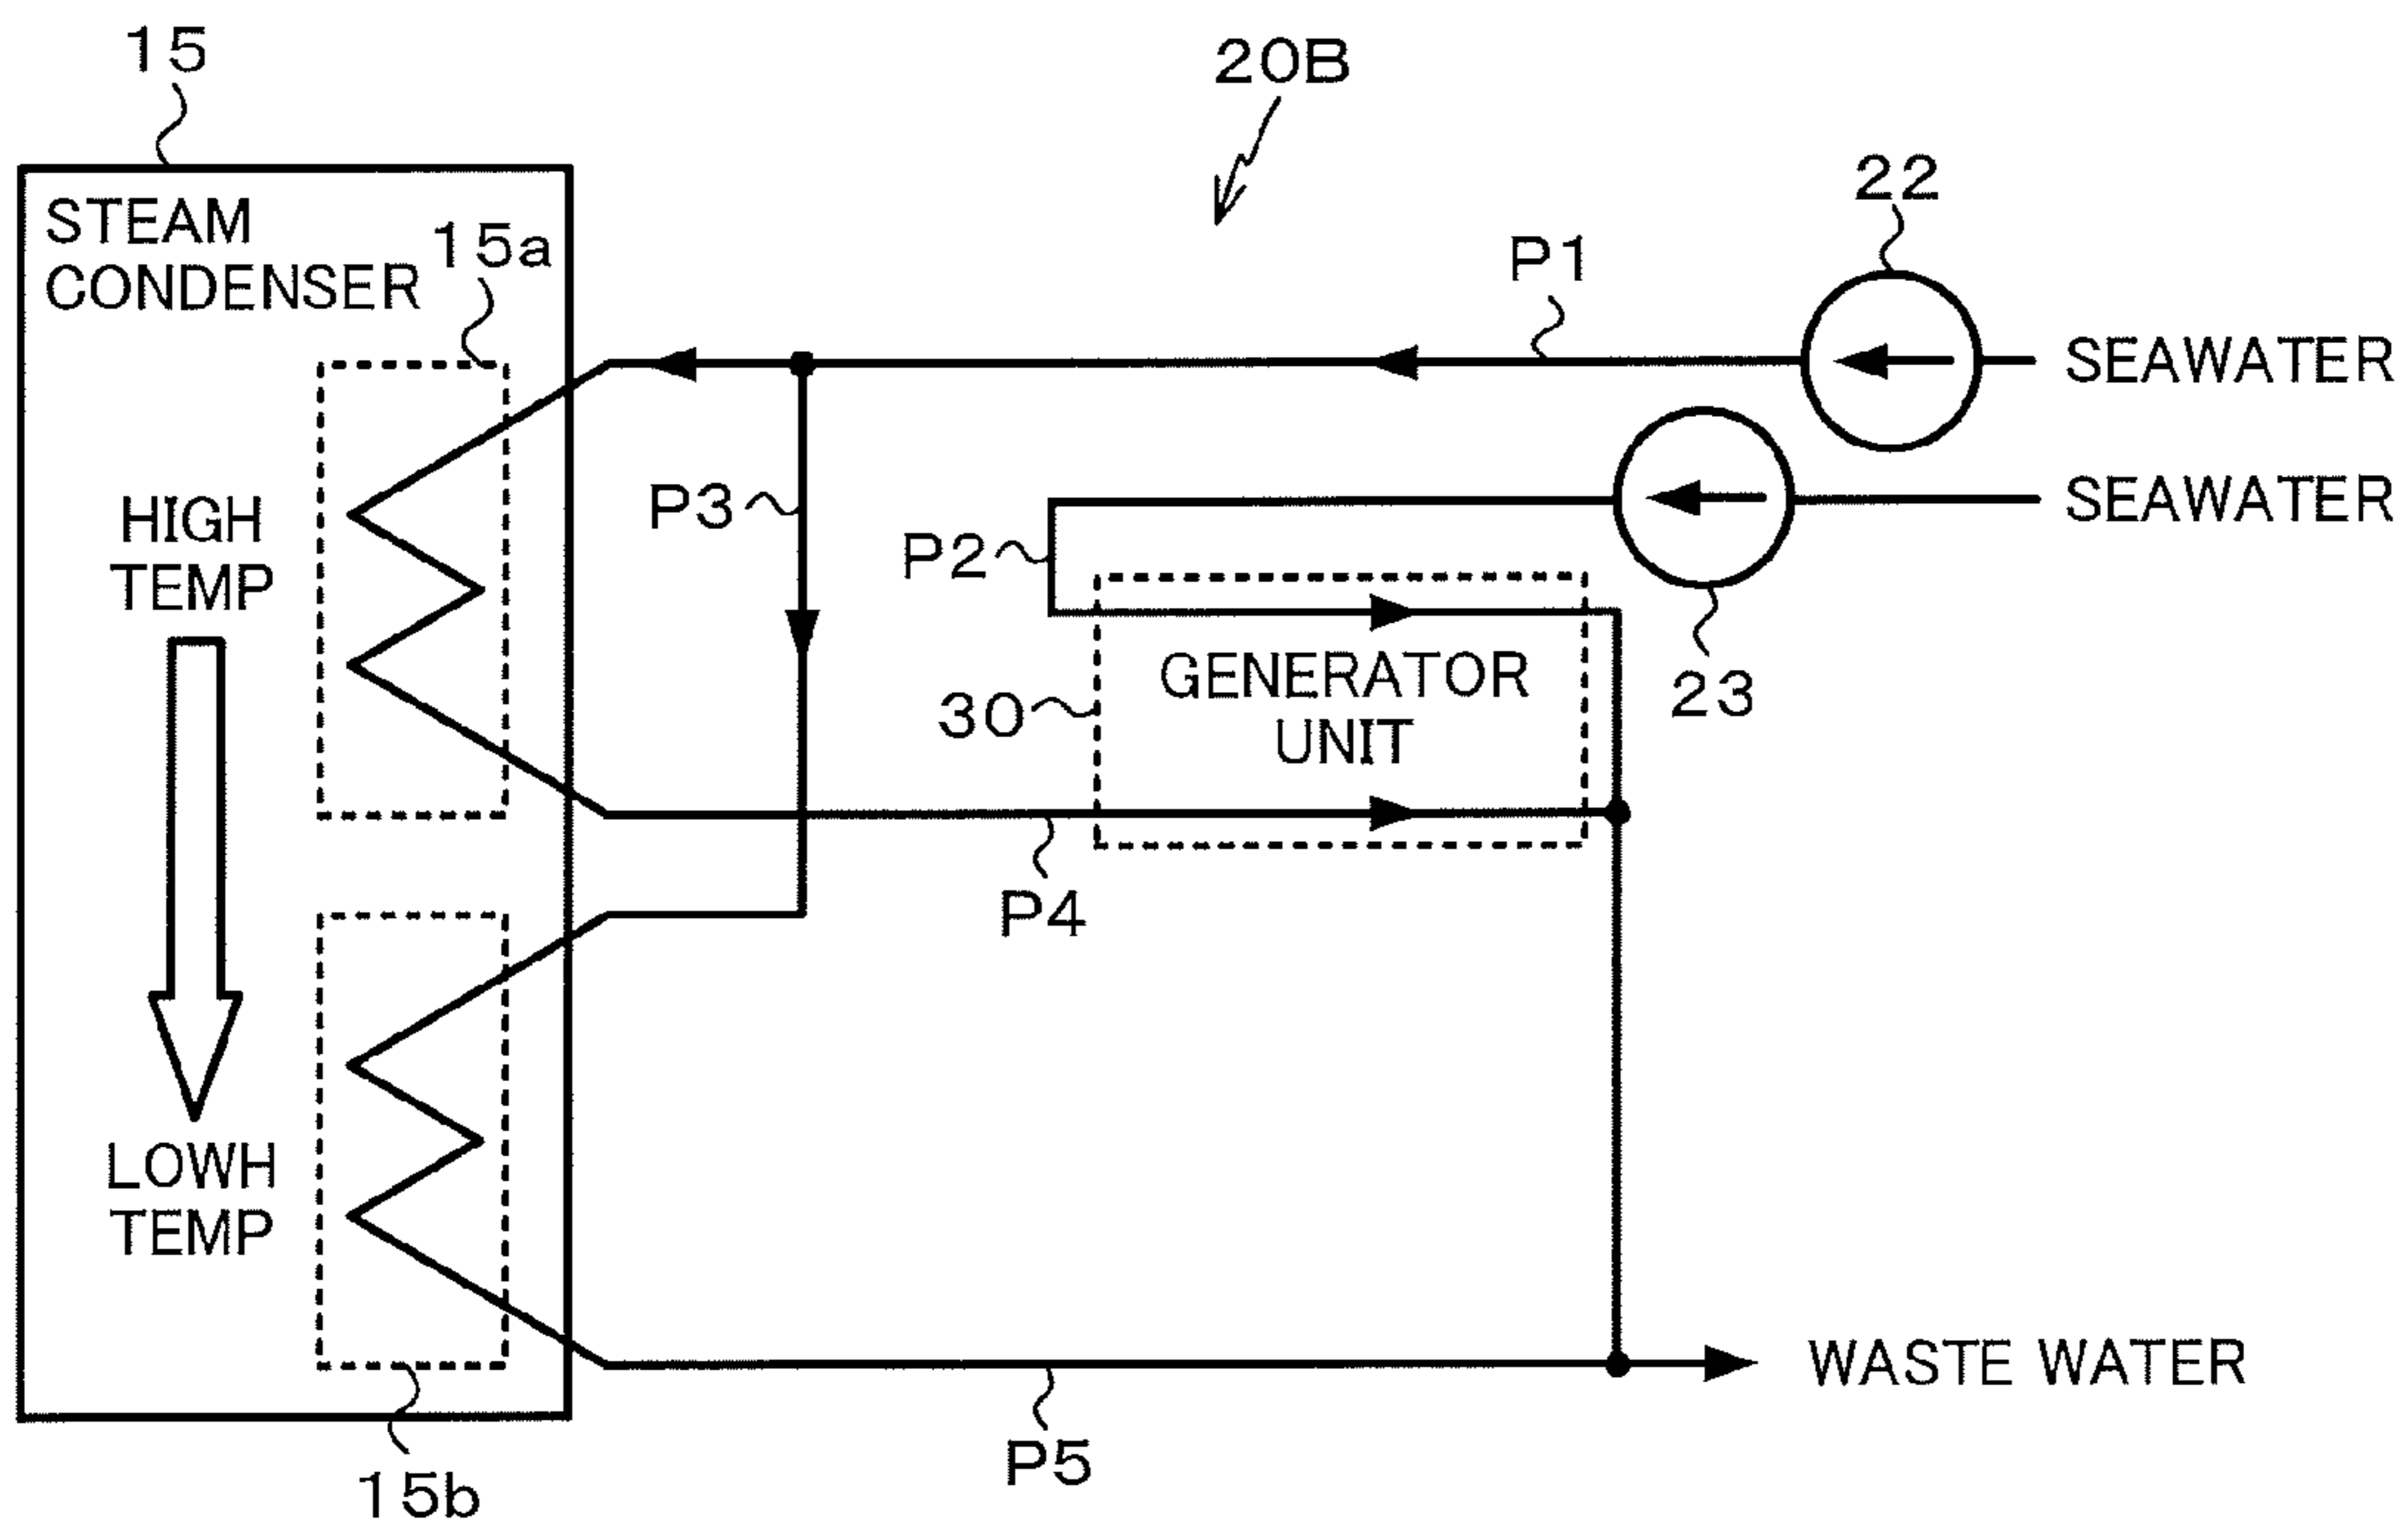 15
20B
22
STEAM
CONDENSER
15a
P1
SEAWATER
SEAWATER
P3
P2
HIGH
TEMP
GENERATOR
UNIT
30
23
P4
LOWH
TEMP
WASTE WATER
P5
15b